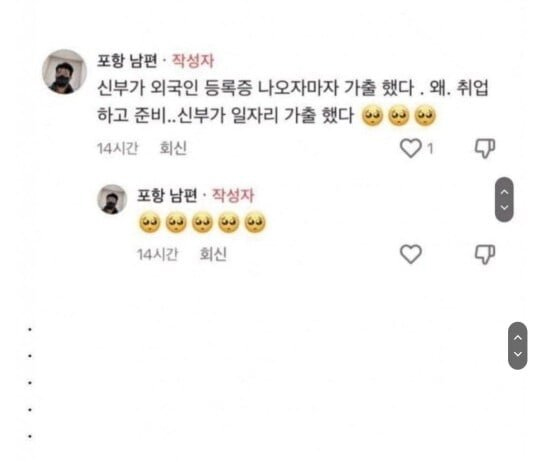 포항 남편 · 작성자
신부가 외국인 등록증 나오자마자 가출 했다 . 왜. 취업
하고 준비..신부가 일자리 가출 했다 🥺🥺🥺
14시간 회신 1
포항 남편 · 작성자
🥺🥺🥺🥺🥺
14시간 회신
.
.
.
.
.